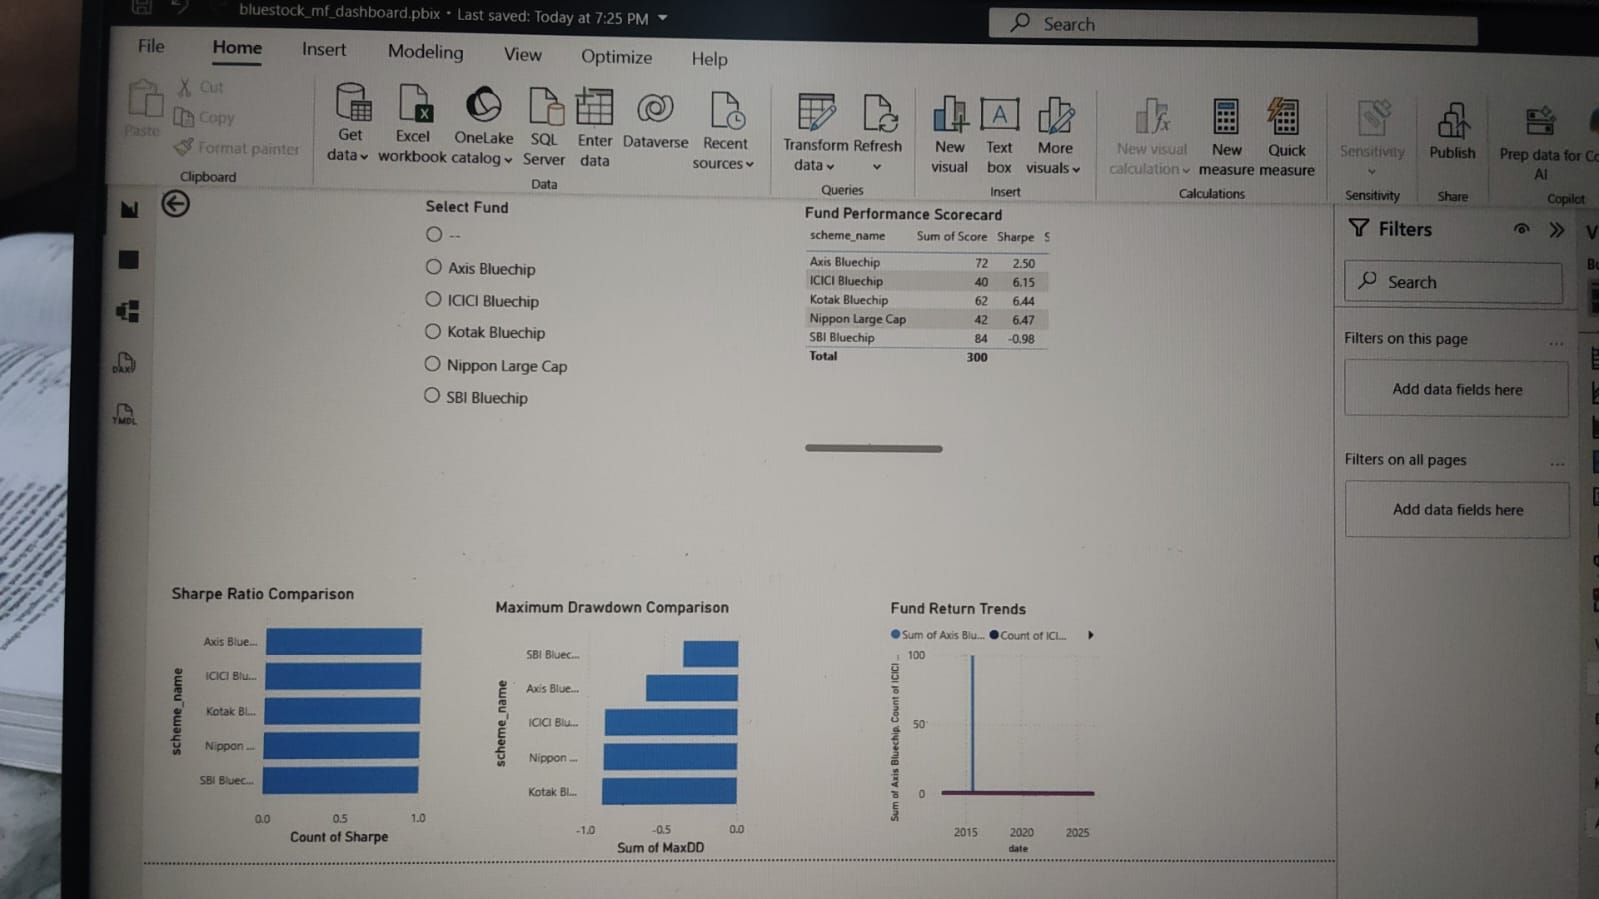 bluestock_mf_dashboard.pbix • Last saved: Today at 7:25 PM
Search
File Home Insert Modeling View Optimize Help
Paste
Cut
Copy
Format painter
Clipboard
Get data
Excel workbook
OneLake catalog
SQL Server
Enter data
Dataverse
Recent sources
Data
Transform data
Refresh
Queries
New visual
Text box
More visuals
Insert
New visual calculation
New measure
Quick measure
Calculations
Sensitivity
Sensitivity
Publish
Share
Prep data for AI
Copilot
DAX
TMDL
Select Fund
--
Axis Bluechip
ICICI Bluechip
Kotak Bluechip
Nippon Large Cap
SBI Bluechip
Fund Performance Scorecard
scheme_name Sum of Score Sharpe S
Axis Bluechip 72 2.50
ICICI Bluechip 40 6.15
Kotak Bluechip 62 6.44
Nippon Large Cap 42 6.47
SBI Bluechip 84 -0.98
Total 300
Filters
Search
Filters on this page
...
Add data fields here
Filters on all pages
...
Add data fields here
Sharpe Ratio Comparison
scheme_name
Axis Blue...
ICICI Blu...
Kotak Bl...
Nippon ...
SBI Bluec...
0.0 0.5 1.0
Count of Sharpe
Maximum Drawdown Comparison
scheme_name
SBI Bluec...
Axis Blue...
ICICI Blu...
Nippon ...
Kotak Bl...
-1.0 -0.5 0.0
Sum of MaxDD
Fund Return Trends
Sum of Axis Blu... Count of ICI...
Sum of Axis Bluechip, Count of ICICI ...
100
50
0
2015 2020 2025
date